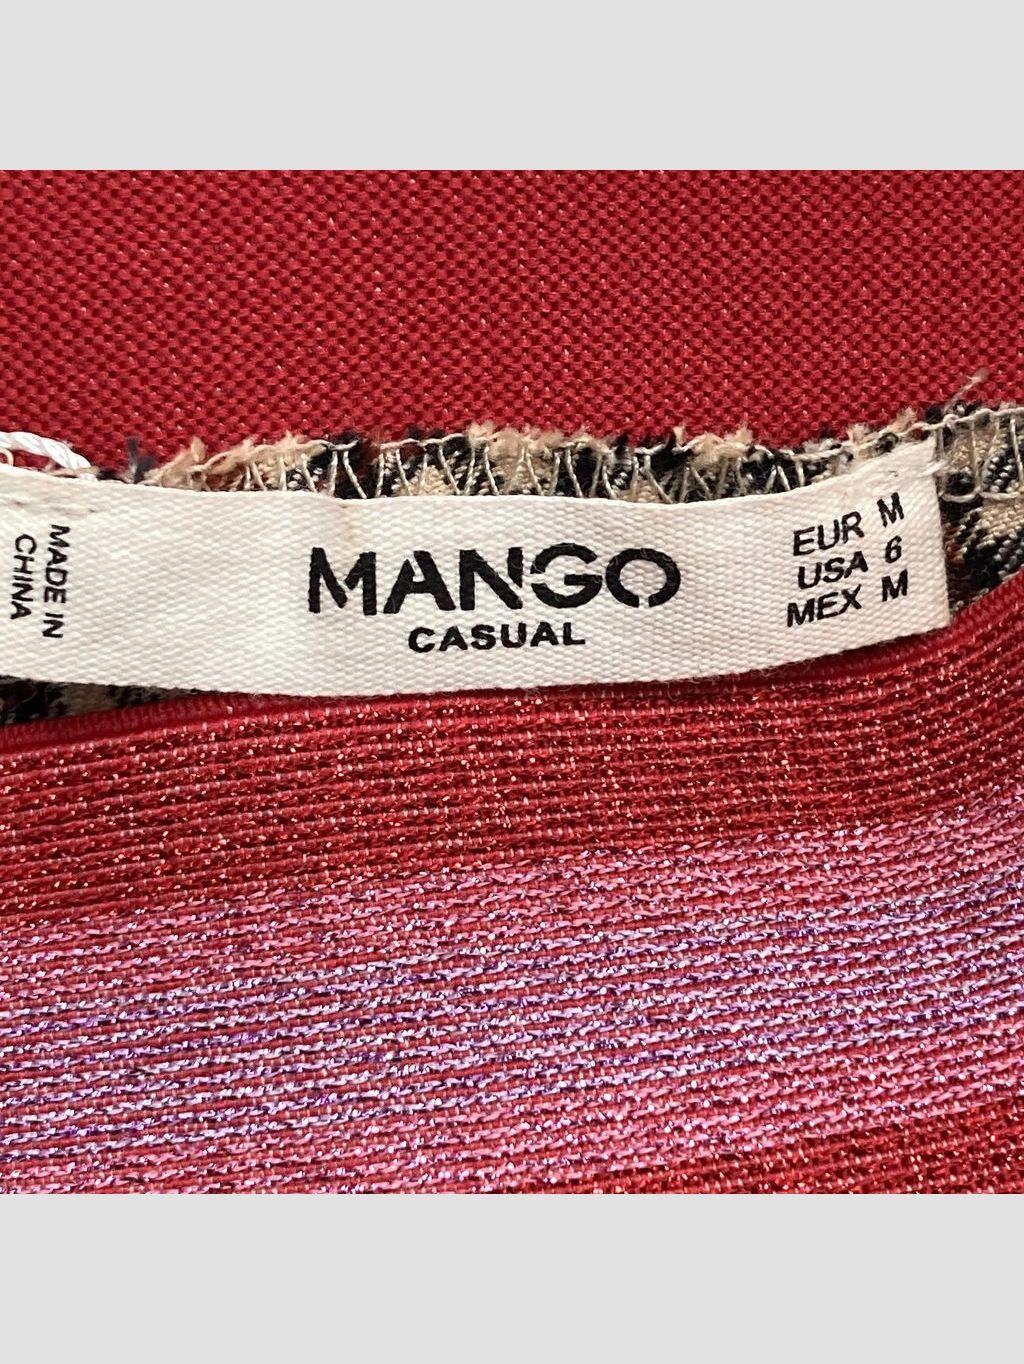 MADE IN
CHINA
MANGO
CASUAL
EUR M
USA 6
MEX M